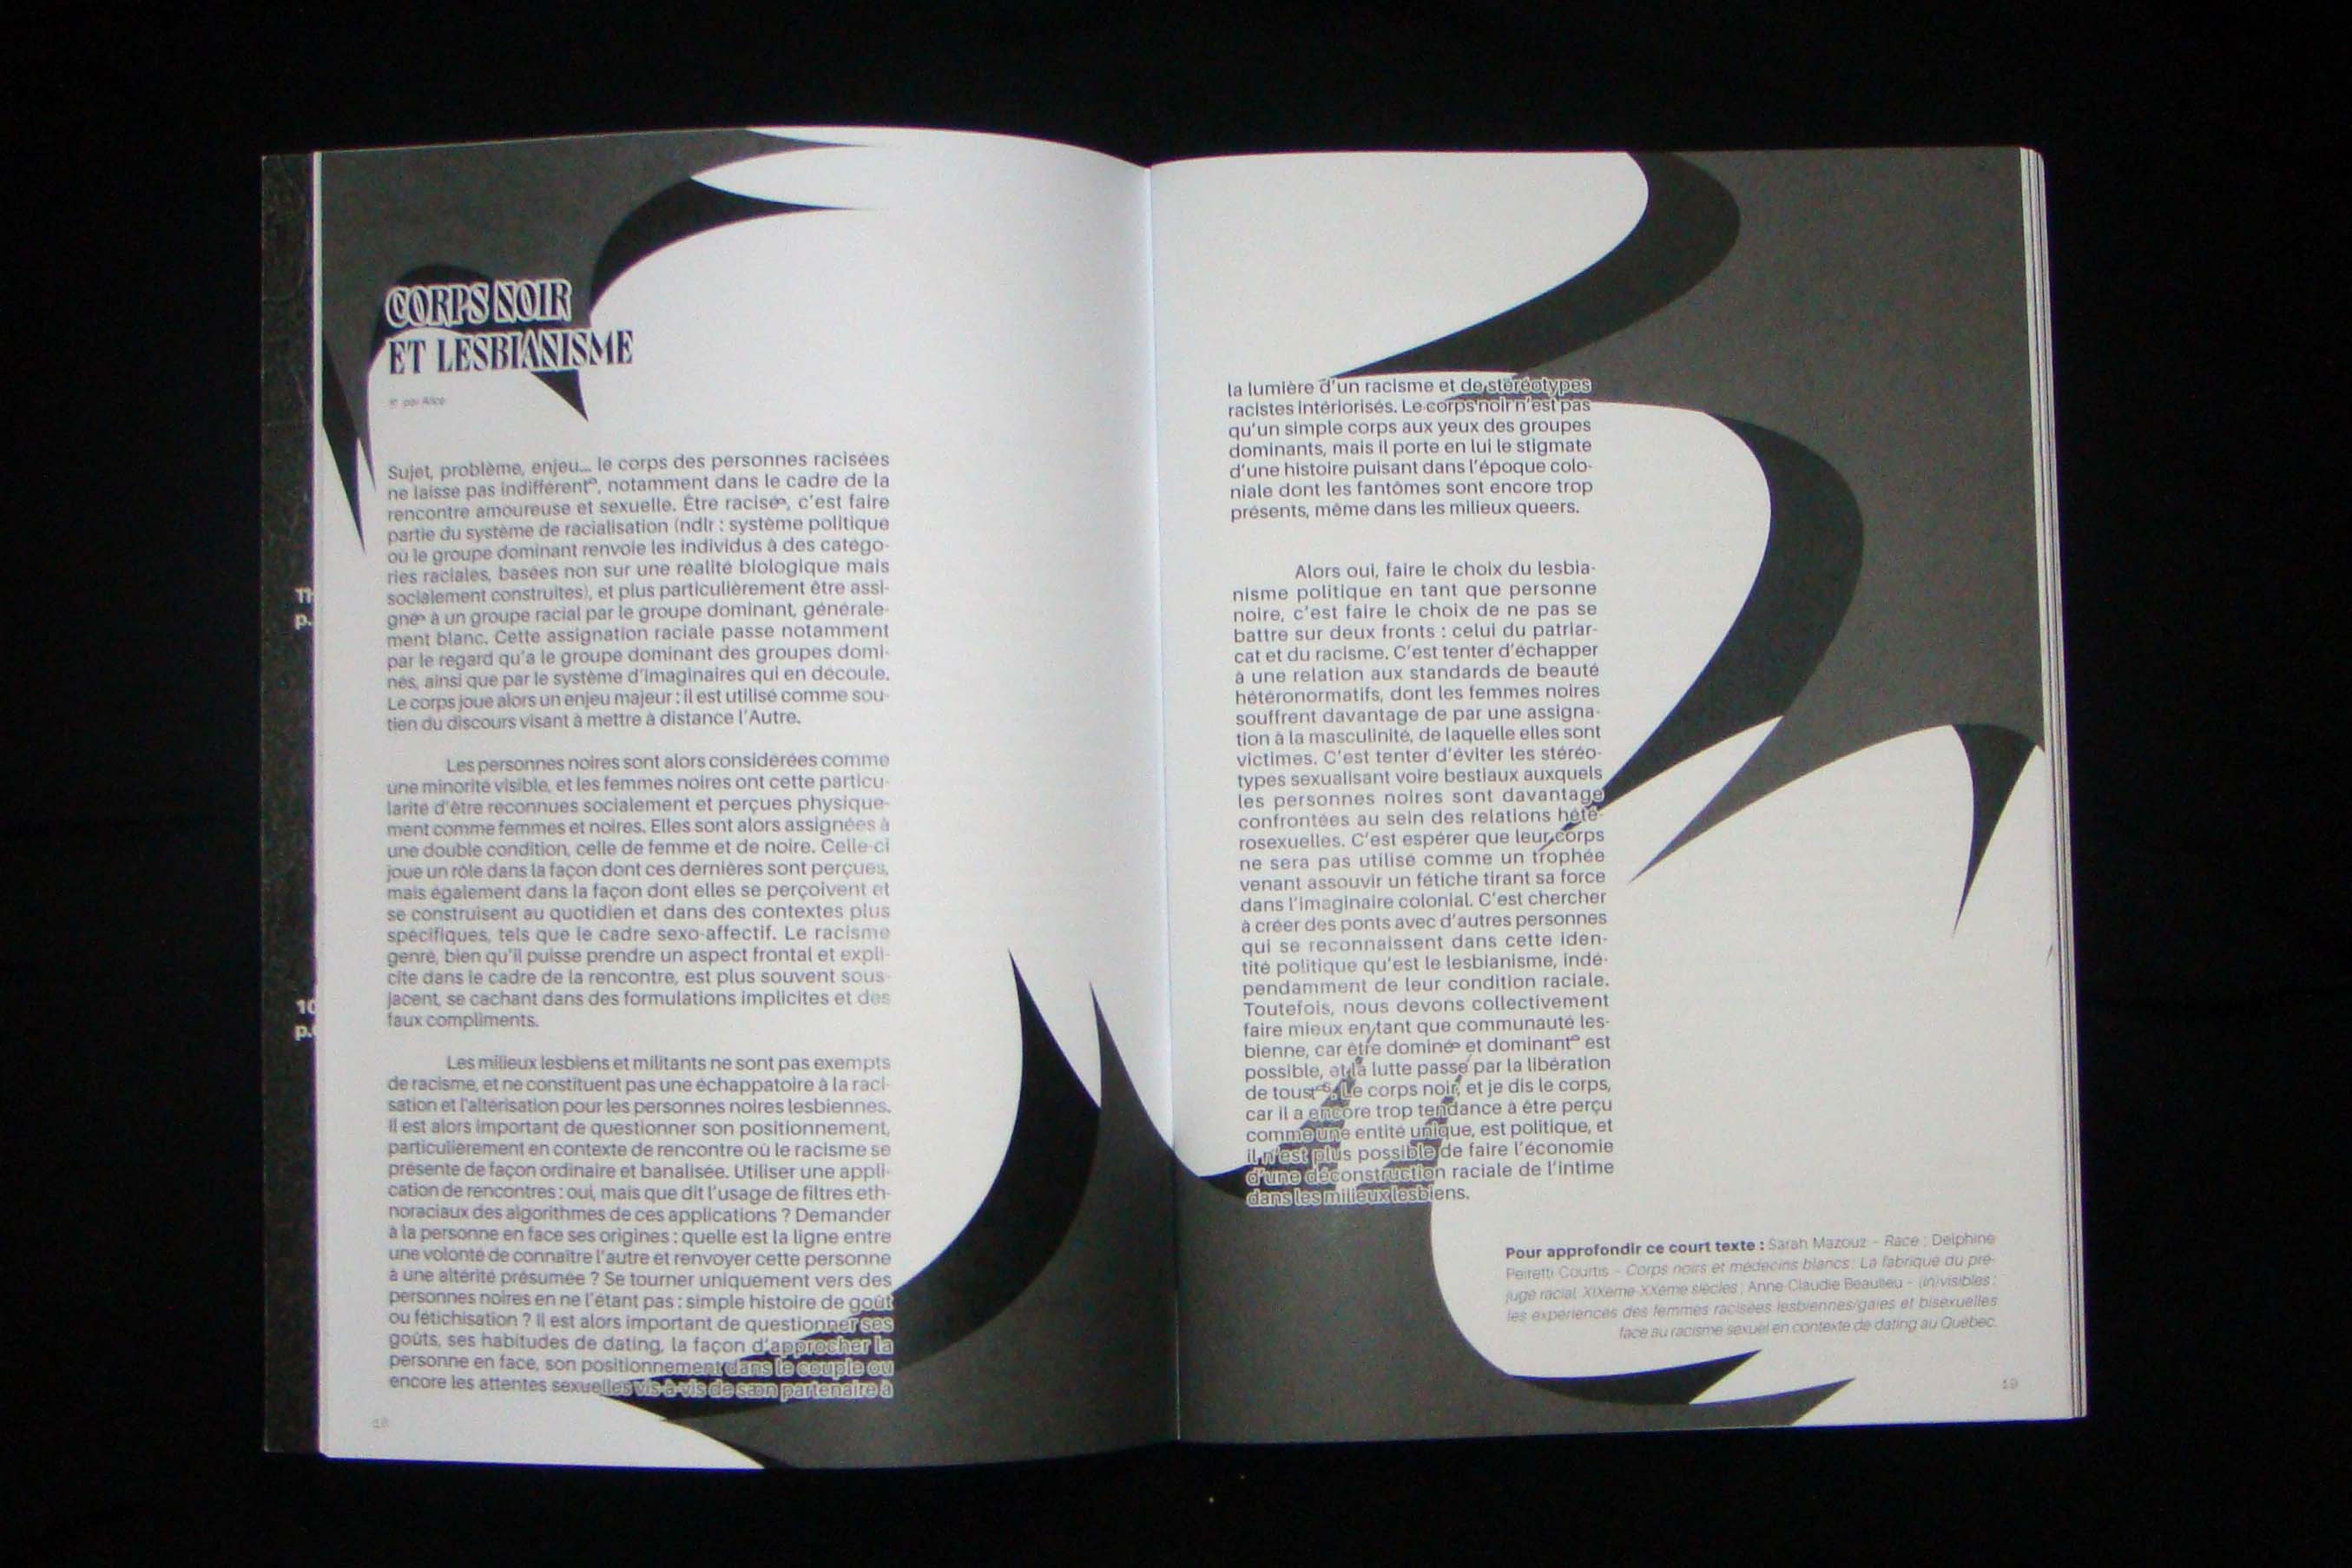 CORPS NOIR
ET LESBIANISME
par Alice
Sujet, problème, enjeu... le corps des personnes racisées
ne laisse pas indifférent·e, notamment dans le cadre de la
rencontre amoureuse et sexuelle. Être racisé·e, c'est faire
partie du système de racialisation (ndlr : système politique
où le groupe dominant renvoie les individus à des catégo-
ries raciales, basées non sur une réalité biologique mais
socialement construites), et plus particulièrement être assi-
gné·e à un groupe racial par le groupe dominant, générale-
ment blanc. Cette assignation raciale passe notamment
par le regard qu'a le groupe dominant des groupes domi-
nés, ainsi que par le système d'imaginaires qui en découle.
Le corps joue alors un enjeu majeur : il est utilisé comme sou-
tien du discours visant à mettre à distance l'Autre.
Les personnes noires sont alors considérées comme
une minorité visible, et les femmes noires ont cette particu-
larité d'être reconnues socialement et perçues physique-
ment comme femmes et noires. Elles sont alors assignées à
une double condition, celle de femme et de noire. Celle-ci
joue un rôle dans la façon dont ces dernières sont perçues,
mais également dans la façon dont elles se perçoivent et
se construisent au quotidien et dans des contextes plus
spécifiques, tels que le cadre sexo-affectif. Le racisme
genré, bien qu'il puisse prendre un aspect frontal et expli-
cite dans le cadre de la rencontre, est plus souvent sous-
jacent, se cachant dans des formulations implicites et des
faux compliments.
Les milieux lesbiens et militants ne sont pas exempts
de racisme, et ne constituent pas une échappatoire à la raci-
sation et l'altérisation pour les personnes noires lesbiennes.
Il est alors important de questionner son positionnement,
particulièrement en contexte de rencontre où le racisme se
présente de façon ordinaire et banalisée. Utiliser une appli-
cation de rencontres : oui, mais que dit l'usage de filtres eth-
noraciaux des algorithmes de ces applications ? Demander
à la personne en face ses origines : quelle est la ligne entre
une volonté de connaître l'autre et renvoyer cette personne
à une altérité présumée ? Se tourner uniquement vers des
personnes noires en ne l'étant pas : simple histoire de goût
ou fétichisation ? Il est alors important de questionner ses
goûts, ses habitudes de dating, la façon d'approcher la
personne en face, son positionnement dans le couple ou
encore les attentes sexuelles vis-à-vis de sæon partenaire à
18
la lumière d'un racisme et de stéréotypes
racistes intériorisés. Le corps noir n'est pas
qu'un simple corps aux yeux des groupes
dominants, mais il porte en lui le stigmate
d'une histoire puisant dans l'époque colo-
niale dont les fantômes sont encore trop
présents, même dans les milieux queers.
Alors oui, faire le choix du lesbia-
nisme politique en tant que personne
noire, c'est faire le choix de ne pas se
battre sur deux fronts : celui du patriar-
cat et du racisme. C'est tenter d'échapper
à une relation aux standards de beauté
hétéronormatifs, dont les femmes noires
souffrent davantage de par une assigna-
tion à la masculinité, de laquelle elles sont
victimes. C'est tenter d'éviter les stéréo-
types sexualisant voire bestiaux auxquels
les personnes noires sont davantage
confrontées au sein des relations hété-
rosexuelles. C'est espérer que leur corps
ne sera pas utilisé comme un trophée
venant assouvir un fétiche tirant sa force
dans l'imaginaire colonial. C'est chercher
à créer des ponts avec d'autres personnes
qui se reconnaissent dans cette iden-
tité politique qu'est le lesbianisme, indé-
pendamment de leur condition raciale.
Toutefois, nous devons collectivement
faire mieux en tant que communauté les-
bienne, car être dominé·e et dominant·e est
possible, et la lutte passe par la libération
de toust·es. Le corps noir, et je dis le corps,
car il a encore trop tendance à être perçu
comme une entité unique, est politique, et
il n'est plus possible de faire l'économie
d'une déconstruction raciale de l'intime
dans les milieux lesbiens.
Pour approfondir ce court texte : Sarah Mazouz - Race ; Delphine
Peiretti Courtis - Corps noirs et médecins blancs : La fabrique du pré-
jugé racial, XIXème-XXème siècles ; Anne-Claudie Beaulieu - (In)visibles :
les expériences des femmes racisées lesbiennes/gaies et bisexuelles
face au racisme sexuel en contexte de dating au Québec.
19
Th
p.
10
p.